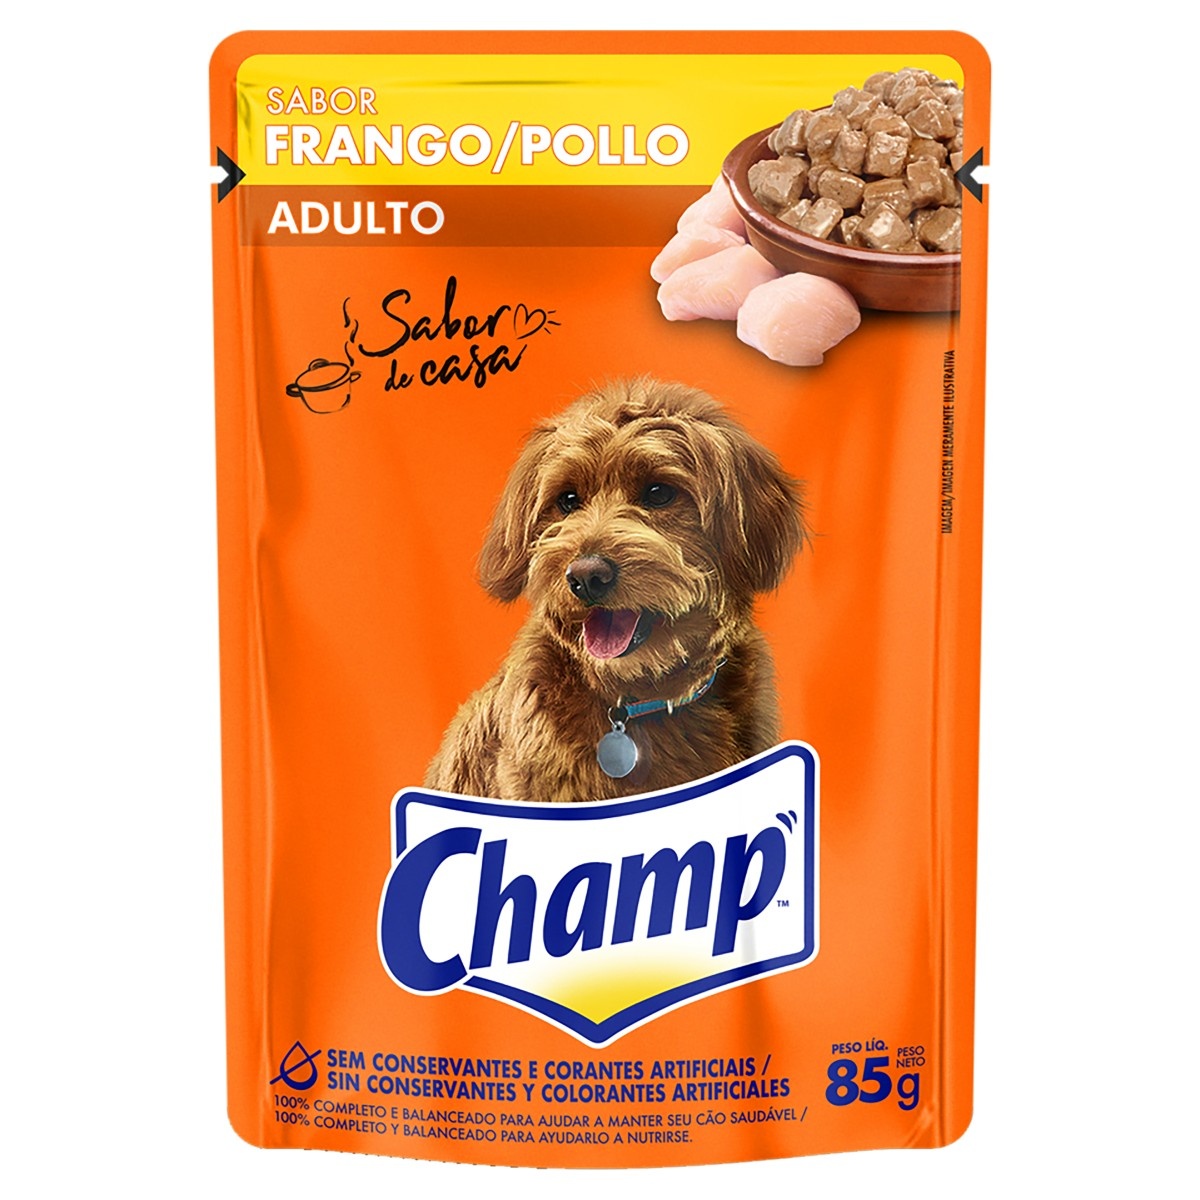 SABOR
FRANGO/POLLO
ADULTO
Sabor
de casa
IMAGEM/IMAGEN MERAMENTE ILUSTRATIVA
Champ
TM
SEM CONSERVANTES E CORANTES ARTIFICIAIS /
SIN CONSERVANTES Y COLORANTES ARTIFICIALES
100% COMPLETO E BALANCEADO PARA AJUDAR A MANTER SEU CÃO SAUDÁVEL /
100% COMPLETO Y BALANCEADO PARA AYUDARLO A NUTRIRSE.
PESO LÍQ.
PESO
NETO
85g